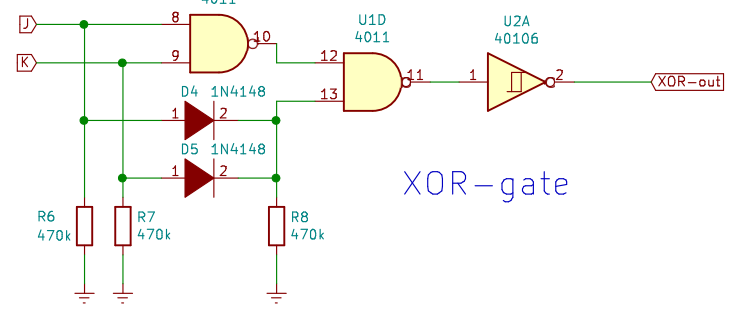 4011
J
8
10
K
9
U1D
4011
12
11
13
U2A
40106
1
2
XOR-out
D4 1N4148
1
2
D5 1N4148
1
2
XOR-gate
R6
470k
R7
470k
R8
470k